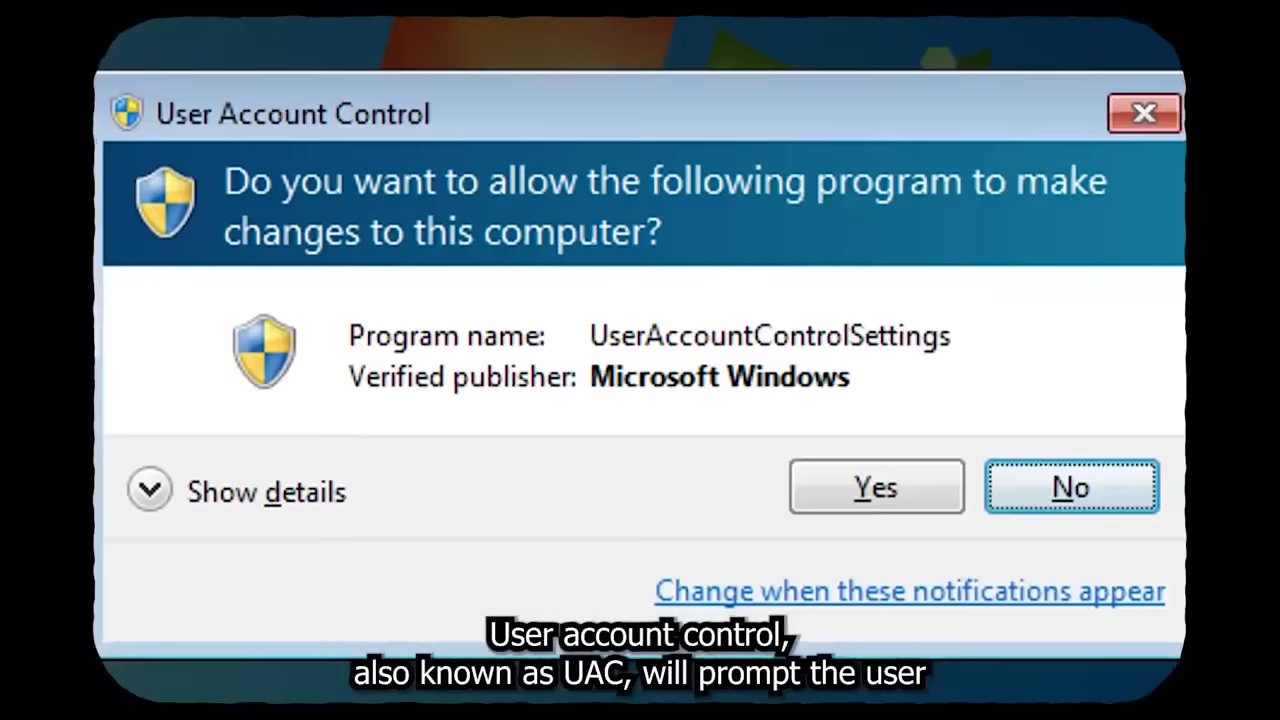 User Account Control
Do you want to allow the following program to make
changes to this computer?
Program name: UserAccountControlSettings
Verified publisher: Microsoft Windows
Show details
Yes
No
Change when these notifications appear
User account control,
also known as UAC, will prompt the user